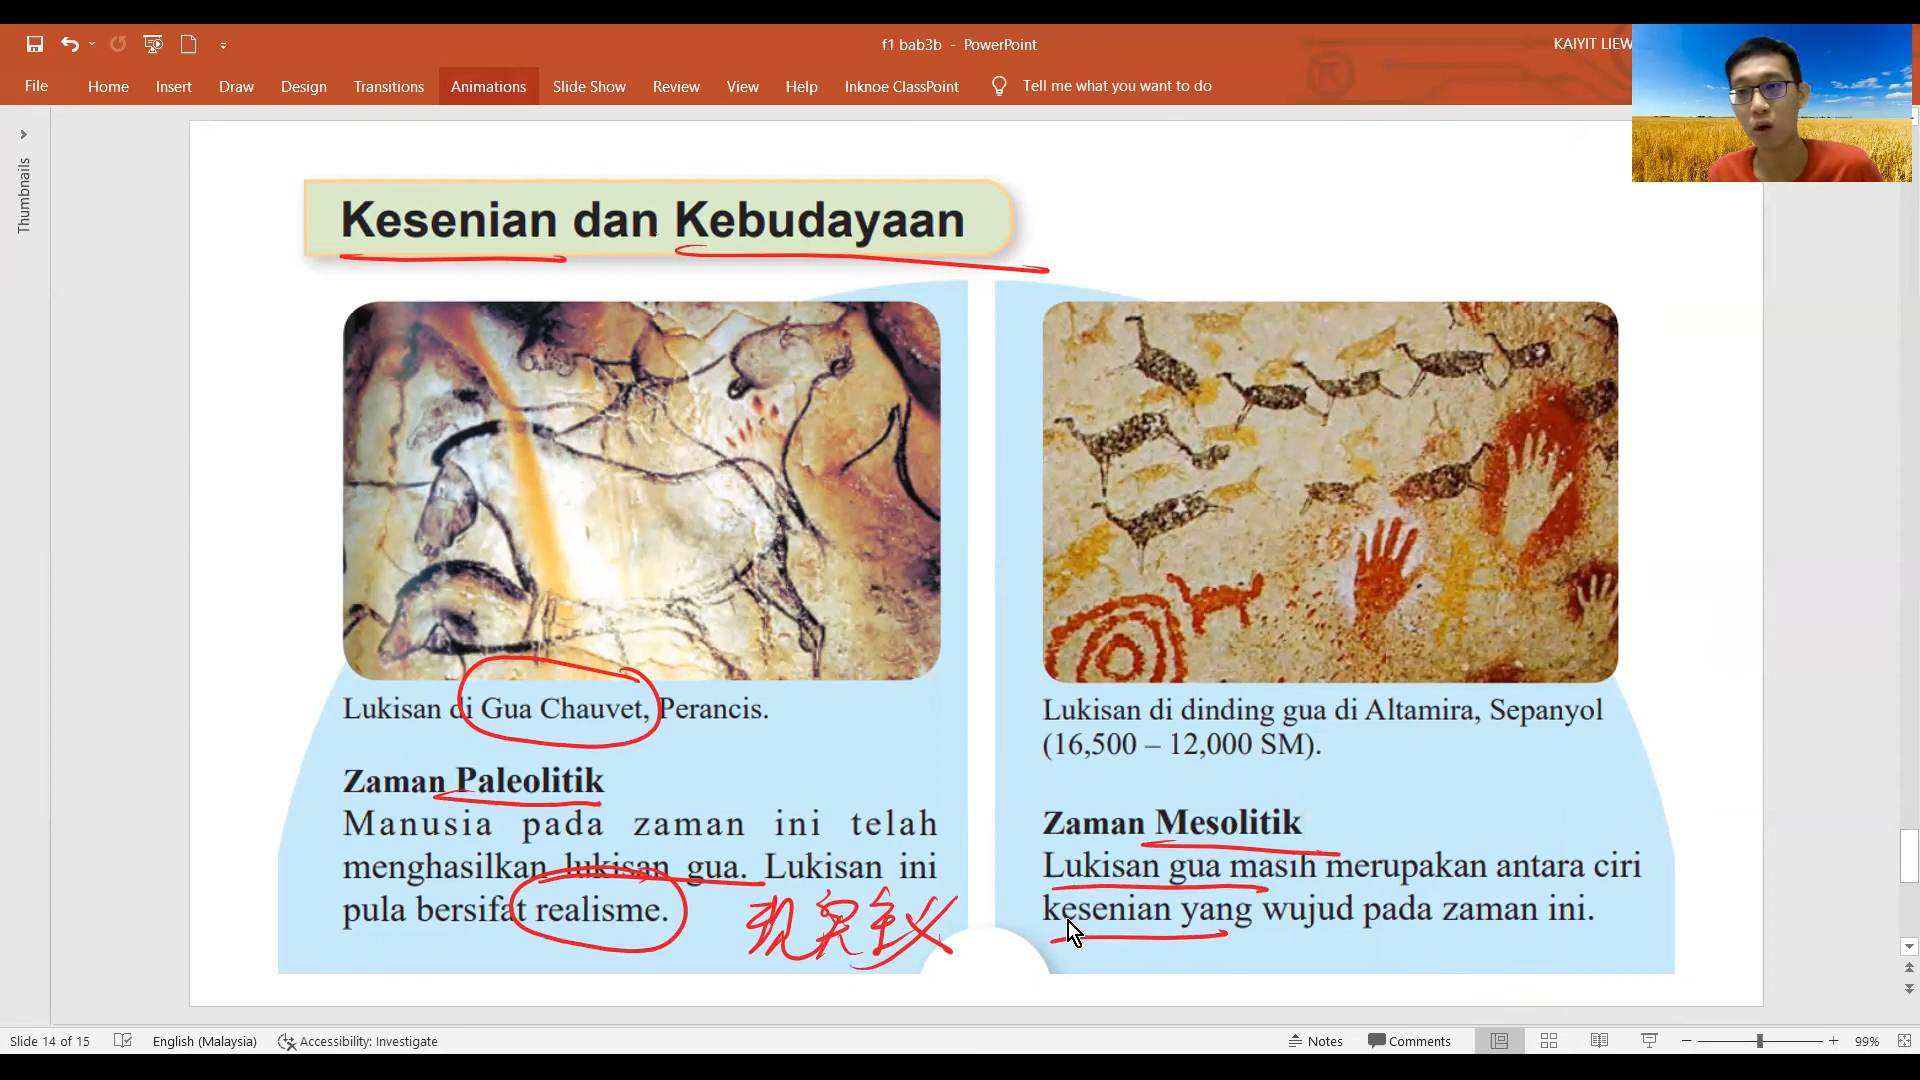 f1 bab3b - PowerPoint
KAIYIT LIEW
File
Home
Insert
Draw
Design
Transitions
Animations
Slide Show
Review
View
Help
Inknoe ClassPoint
Tell me what you want to do
Thumbnails
Kesenian dan Kebudayaan
Lukisan di Gua Chauvet, Perancis.
Zaman Paleolitik
Manusia pada zaman ini telah
menghasilkan lukisan gua. Lukisan ini
pula bersifat realisme.
现实主义
Lukisan di dinding gua di Altamira, Sepanyol
(16,500 – 12,000 SM).
Zaman Mesolitik
Lukisan gua masih merupakan antara ciri
kesenian yang wujud pada zaman ini.
Slide 14 of 15
English (Malaysia)
Accessibility: Investigate
Notes
Comments
99%